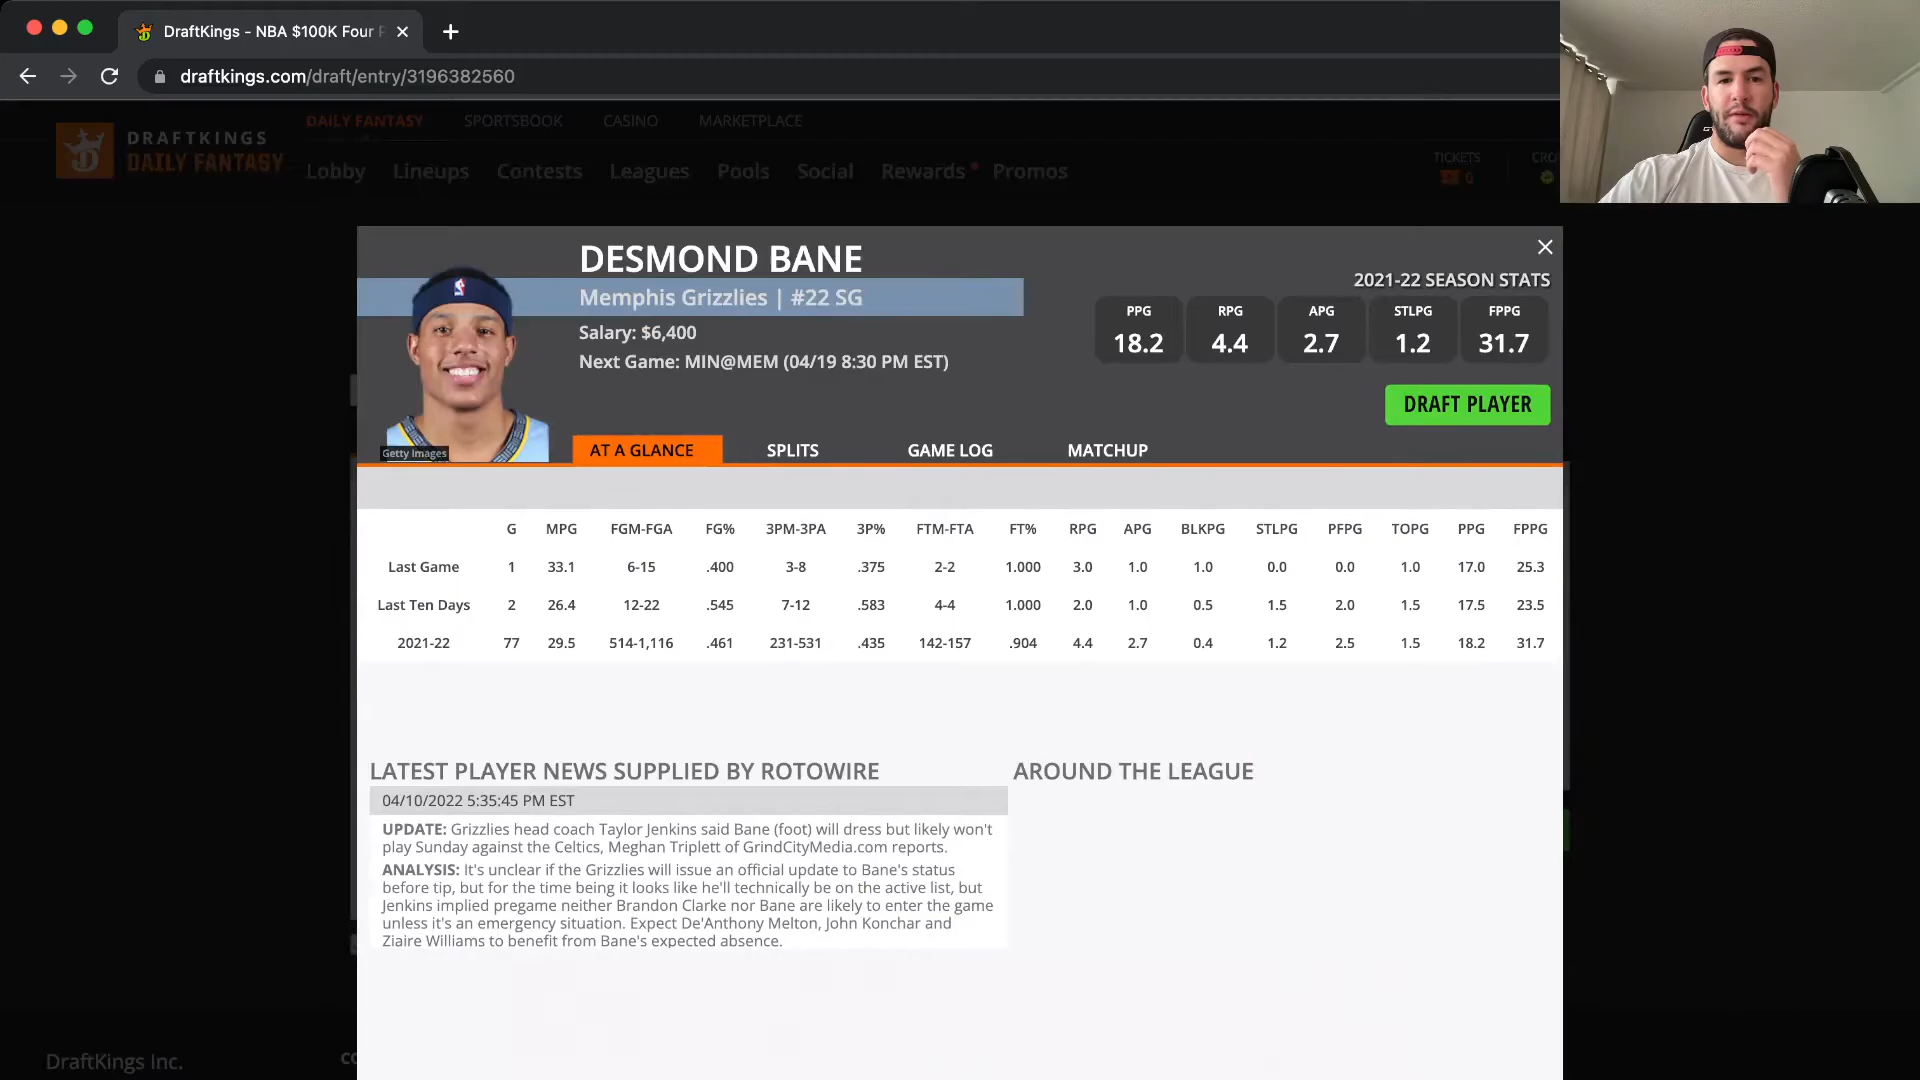 DraftKings - NBA $100K Four
draftkings.com/draft/entry/3196382560
DAILY FANTASY SPORTSBOOK CASINO MARKETPLACE
DRAFTKINGS
DAILY FANTASY
Lobby Lineups Contests Leagues Pools Social Rewards Promos
TICKETS
0
CRO
DESMOND BANE
Memphis Grizzlies | #22 SG
Salary: $6,400
Next Game: MIN@MEM (04/19 8:30 PM EST)
Getty Images
2021-22 SEASON STATS
PPG RPG APG STLPG FPPG
18.2 4.4 2.7 1.2 31.7
DRAFT PLAYER
AT A GLANCE SPLITS GAME LOG MATCHUP
G MPG FGM-FGA FG% 3PM-3PA 3P% FTM-FTA FT% RPG APG BLKPG STLPG PFPG TOPG PPG FPPG
Last Game 1 33.1 6-15 .400 3-8 .375 2-2 1.000 3.0 1.0 1.0 0.0 0.0 1.0 17.0 25.3
Last Ten Days 2 26.4 12-22 .545 7-12 .583 4-4 1.000 2.0 1.0 0.5 1.5 2.0 1.5 17.5 23.5
2021-22 77 29.5 514-1,116 .461 231-531 .435 142-157 .904 4.4 2.7 0.4 1.2 2.5 1.5 18.2 31.7
LATEST PLAYER NEWS SUPPLIED BY ROTOWIRE
04/10/2022 5:35:45 PM EST
UPDATE: Grizzlies head coach Taylor Jenkins said Bane (foot) will dress but likely won't
play Sunday against the Celtics, Meghan Triplett of GrindCityMedia.com reports.
ANALYSIS: It's unclear if the Grizzlies will issue an official update to Bane's status
before tip, but for the time being it looks like he'll technically be on the active list, but
Jenkins implied pregame neither Brandon Clarke nor Bane are likely to enter the game
unless it's an emergency situation. Expect De'Anthony Melton, John Konchar and
Ziaire Williams to benefit from Bane's expected absence.
AROUND THE LEAGUE
DraftKings Inc.